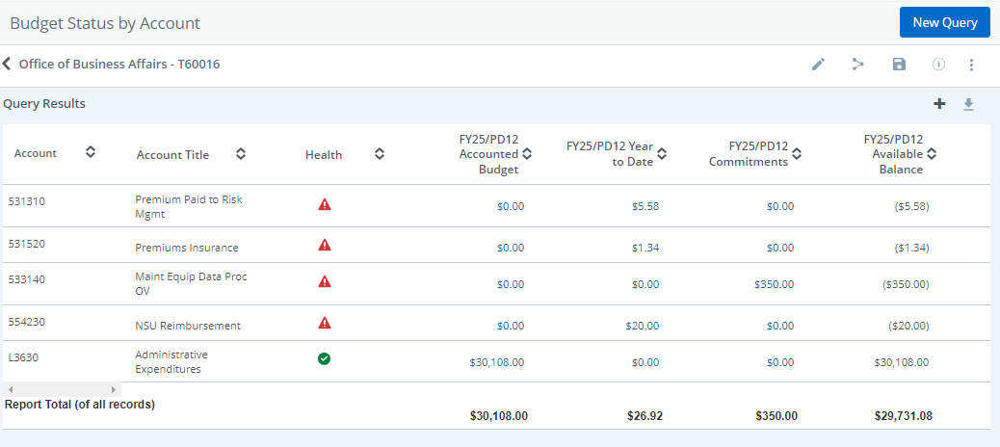 Budget Status by Account
New Query
Office of Business Affairs - T60016
Query Results
Account
Account Title
Health
FY25/PD12
Accounted
Budget
FY25/PD12 Year
to Date
FY25/PD12
Commitments
FY25/PD12
Available
Balance
531310
Premium Paid to Risk
Mgmt
$0.00
$5.58
$0.00
($5.58)
531520
Premiums Insurance
$0.00
$1.34
$0.00
($1.34)
533140
Maint Equip Data Proc
OV
$0.00
$0.00
$350.00
($350.00)
554230
NSU Reimbursement
$0.00
$20.00
$0.00
($20.00)
L3630
Administrative
Expenditures
$30,108.00
$0.00
$0.00
$30,108.00
Report Total (of all records)
$30,108.00
$26.92
$350.00
$29,731.08